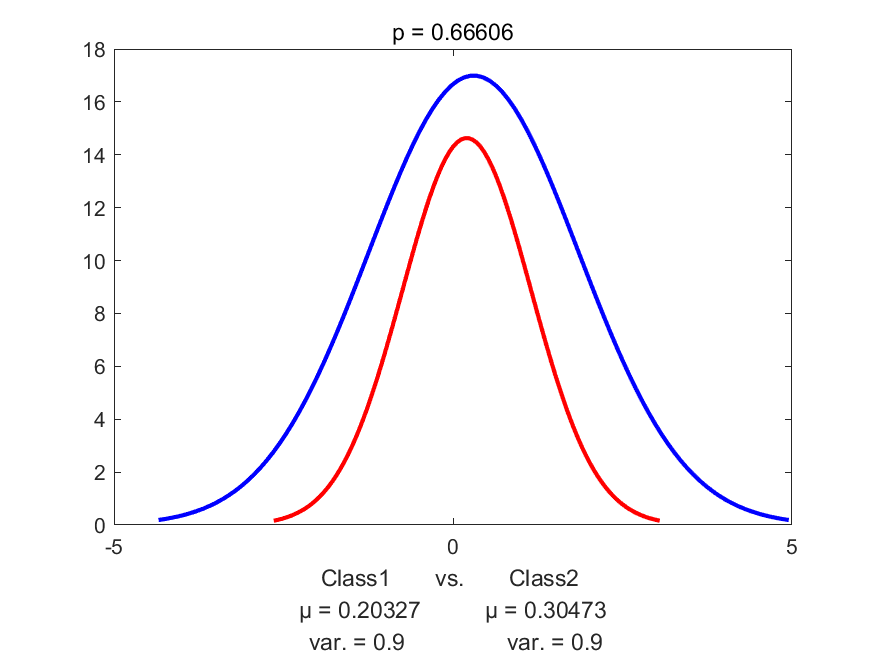 p = 0.66606
18
16
14
12
10
8
6
4
2
0
-5 0 5
Class1 vs. Class2
μ = 0.20327 μ = 0.30473
var. = 0.9 var. = 0.9